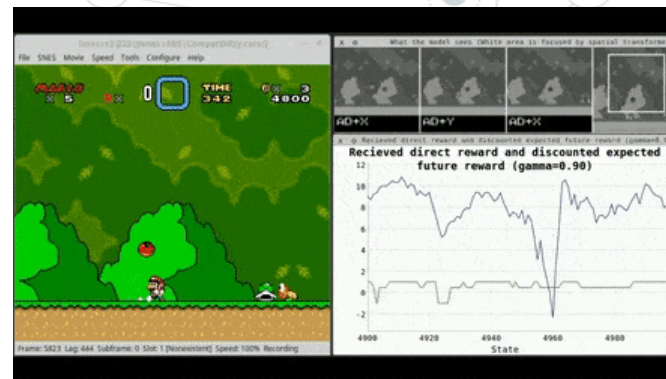 File SNES Movie Speed Tools Configure Help
MARIO TIME 3
x 5 0 342 4800
Frame: 5823 Lag: 444 Subframe: 0 Slot: 1 [Nonexistent] Speed: 100% Recording
What the model sees (White area is focused by spatial transformer
AD+X AD+Y AD+X
Recieved direct reward and discounted expected future reward (gamma=0.
Recieved direct reward and discounted expected
future reward (gamma=0.90)
12
10
8
6
4
2
0
-2
4900 4920 4940 4960 4980
State